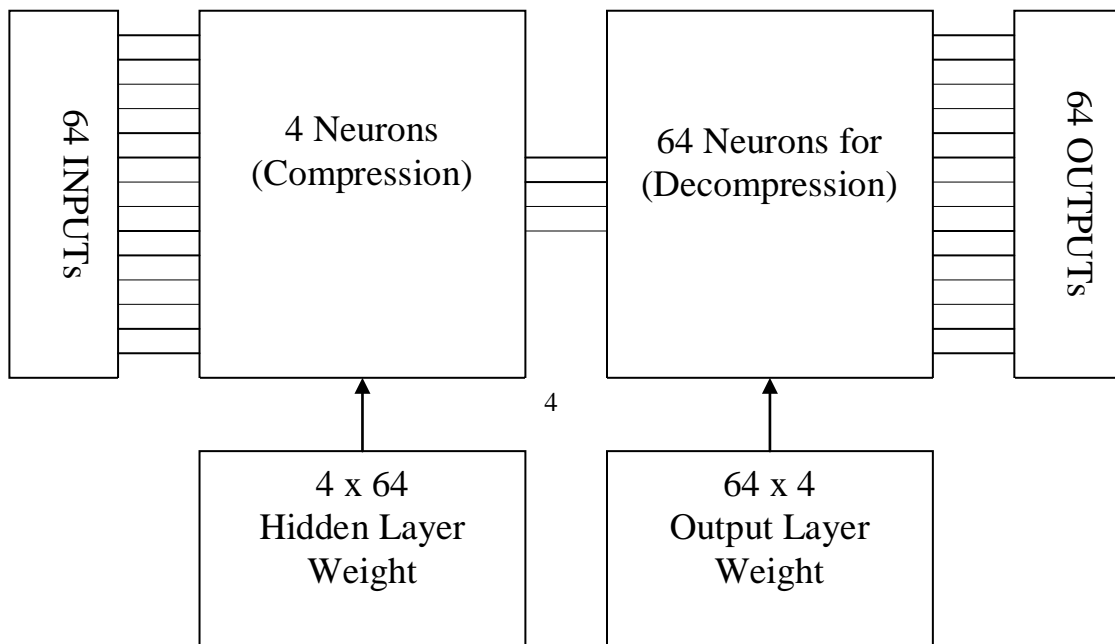 64 INPUTs
4 Neurons
(Compression)
64 Neurons for
(Decompression)
64 OUTPUTs
4
4 x 64
Hidden Layer
Weight
64 x 4
Output Layer
Weight